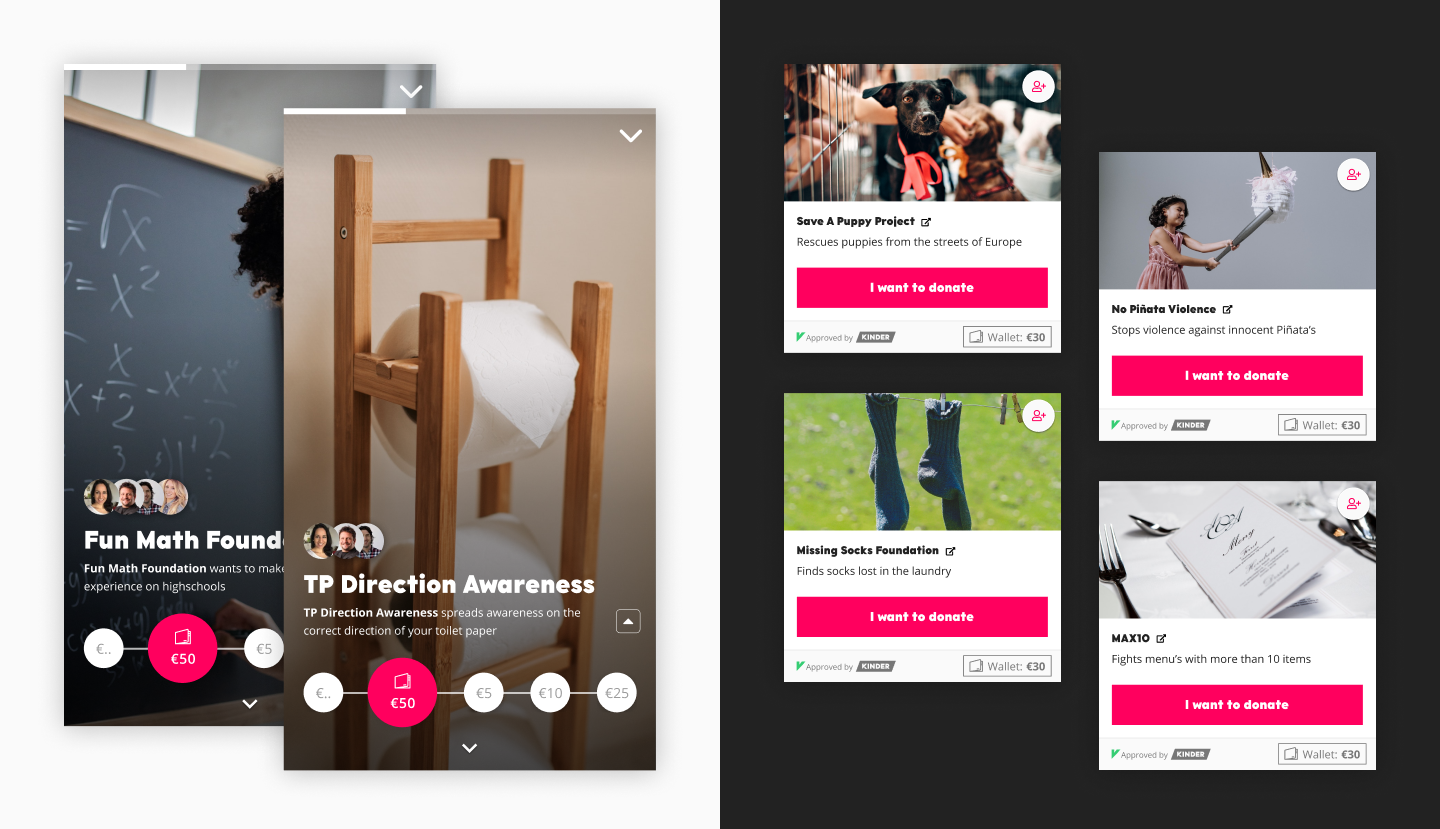 Fun Math Found
Fun Math Foundation wants to make
experience on highschools
€..
€50
€5
TP Direction Awareness
TP Direction Awareness spreads awareness on the
correct direction of your toilet paper
€..
€50
€5
€10
€25
Save A Puppy Project
Rescues puppies from the streets of Europe
I want to donate
Approved by KINDER
Wallet: €30
Missing Socks Foundation
Finds socks lost in the laundry
I want to donate
Approved by KINDER
Wallet: €30
No Piñata Violence
Stops violence against innocent Piñata's
I want to donate
Approved by KINDER
Wallet: €30
A&A
Menu
MAX10
Fights menu's with more than 10 items
I want to donate
Approved by KINDER
Wallet: €30